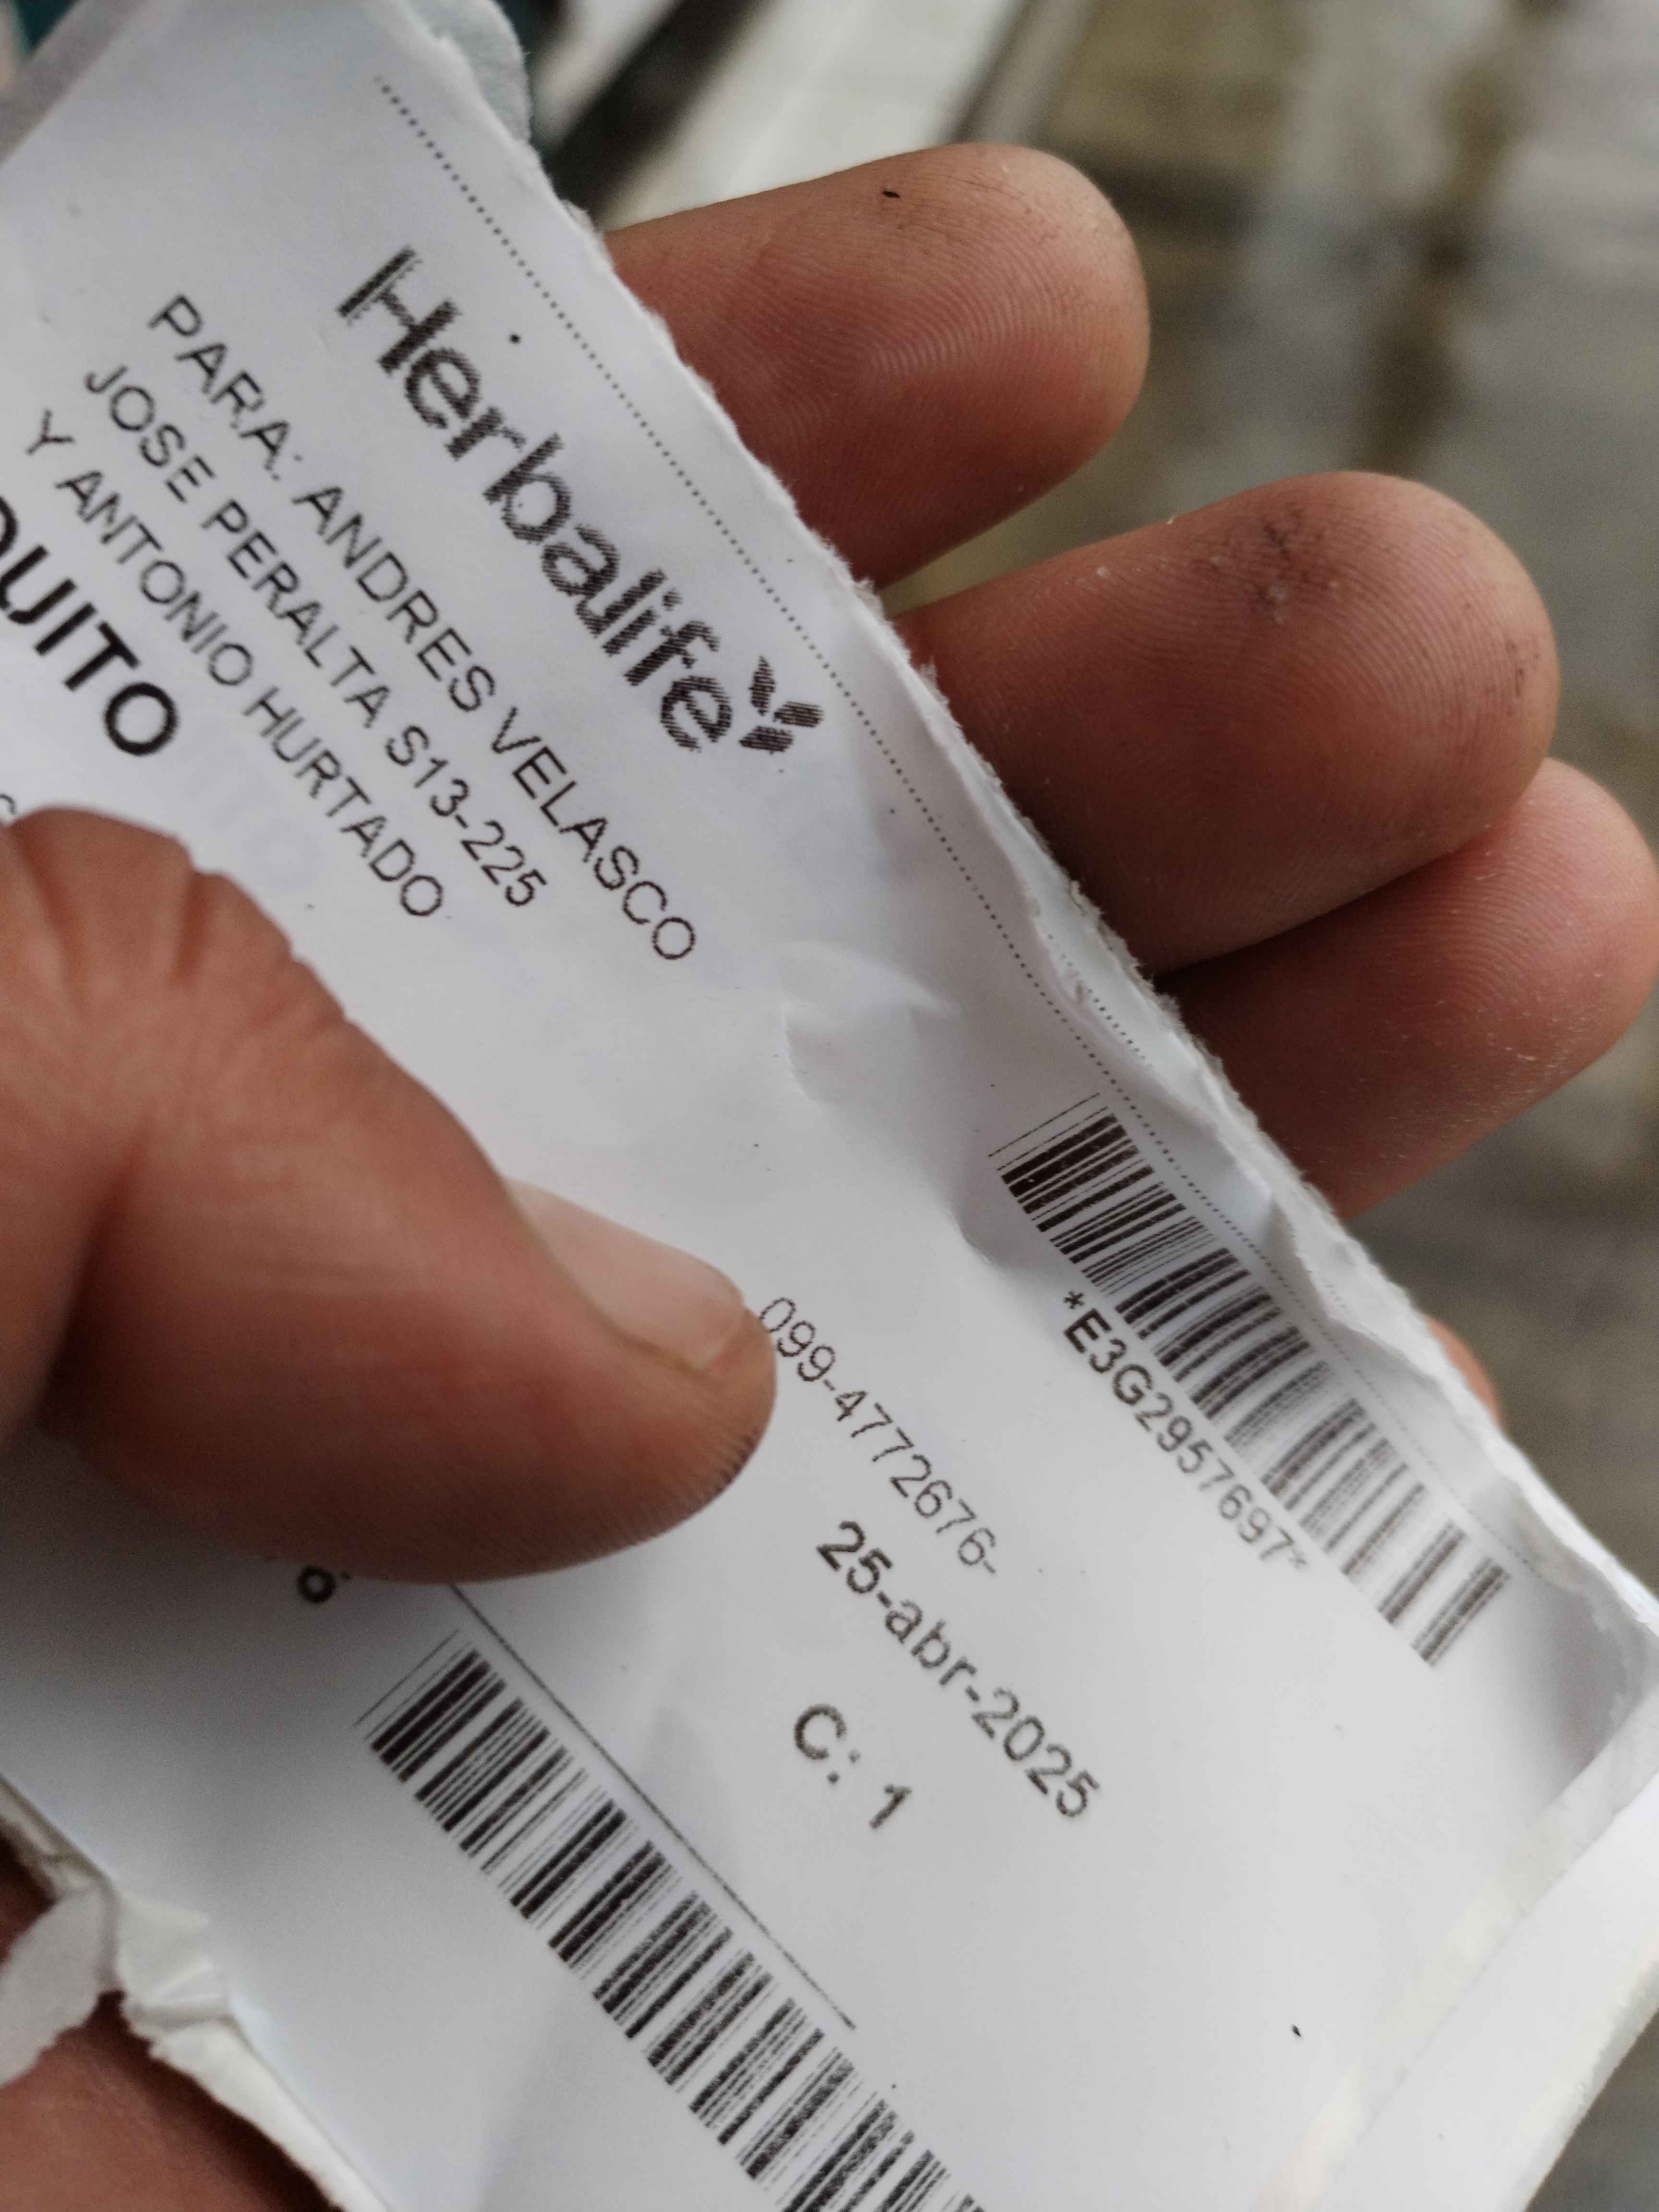 Herbalife
PARA: ANDRES VELASCO
JOSE PERALTA S13-225
Y ANTONIO HURTADO
QUITO
*E3G2957697*
099-4772676-
25-abr-2025
C: 1